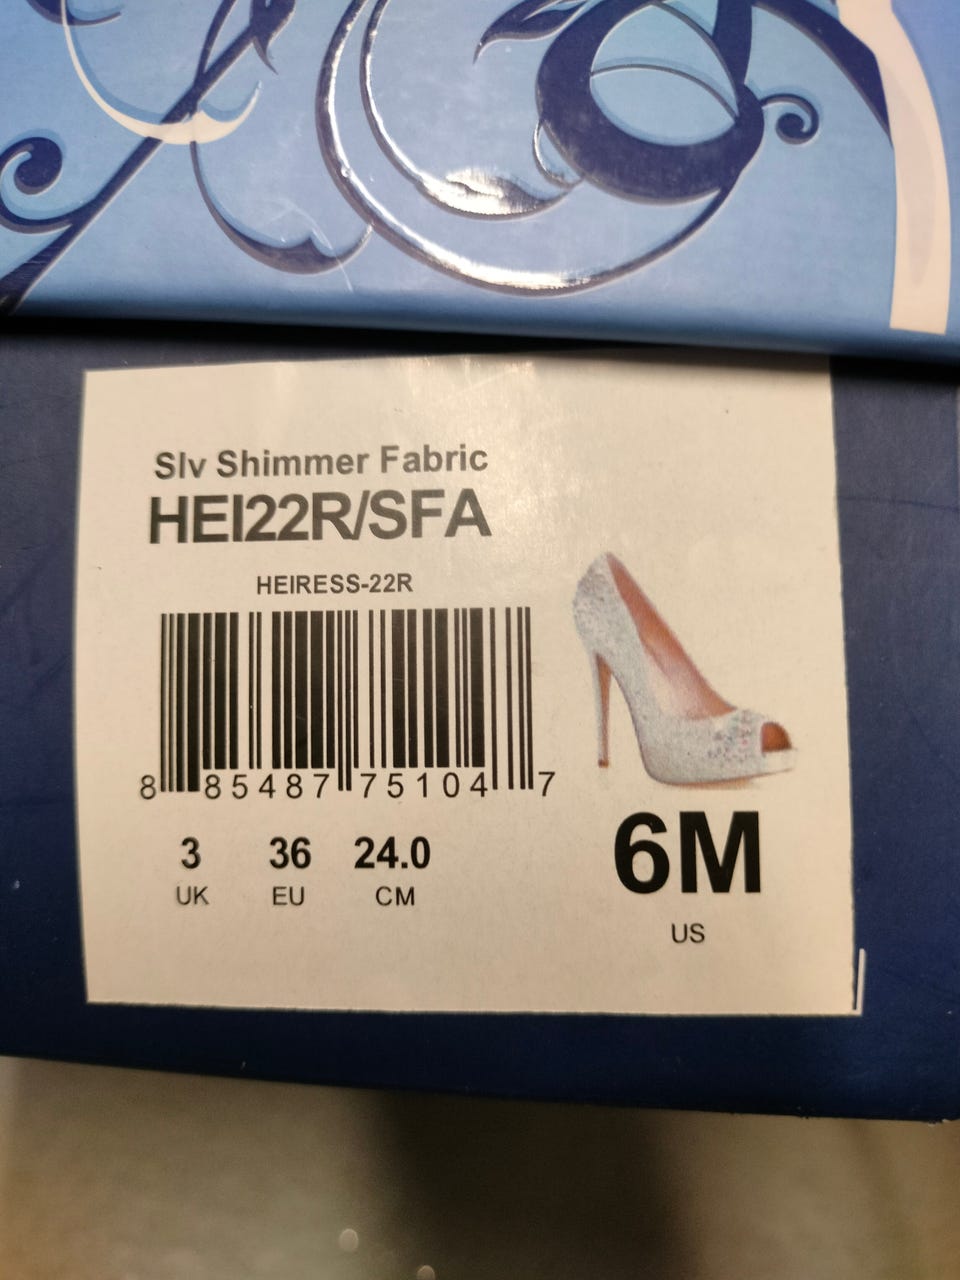 Slv Shimmer Fabric
HEI22R/SFA
HEIRESS-22R
8 85487 75104 7
3 36 24.0
UK EU CM
6M
US